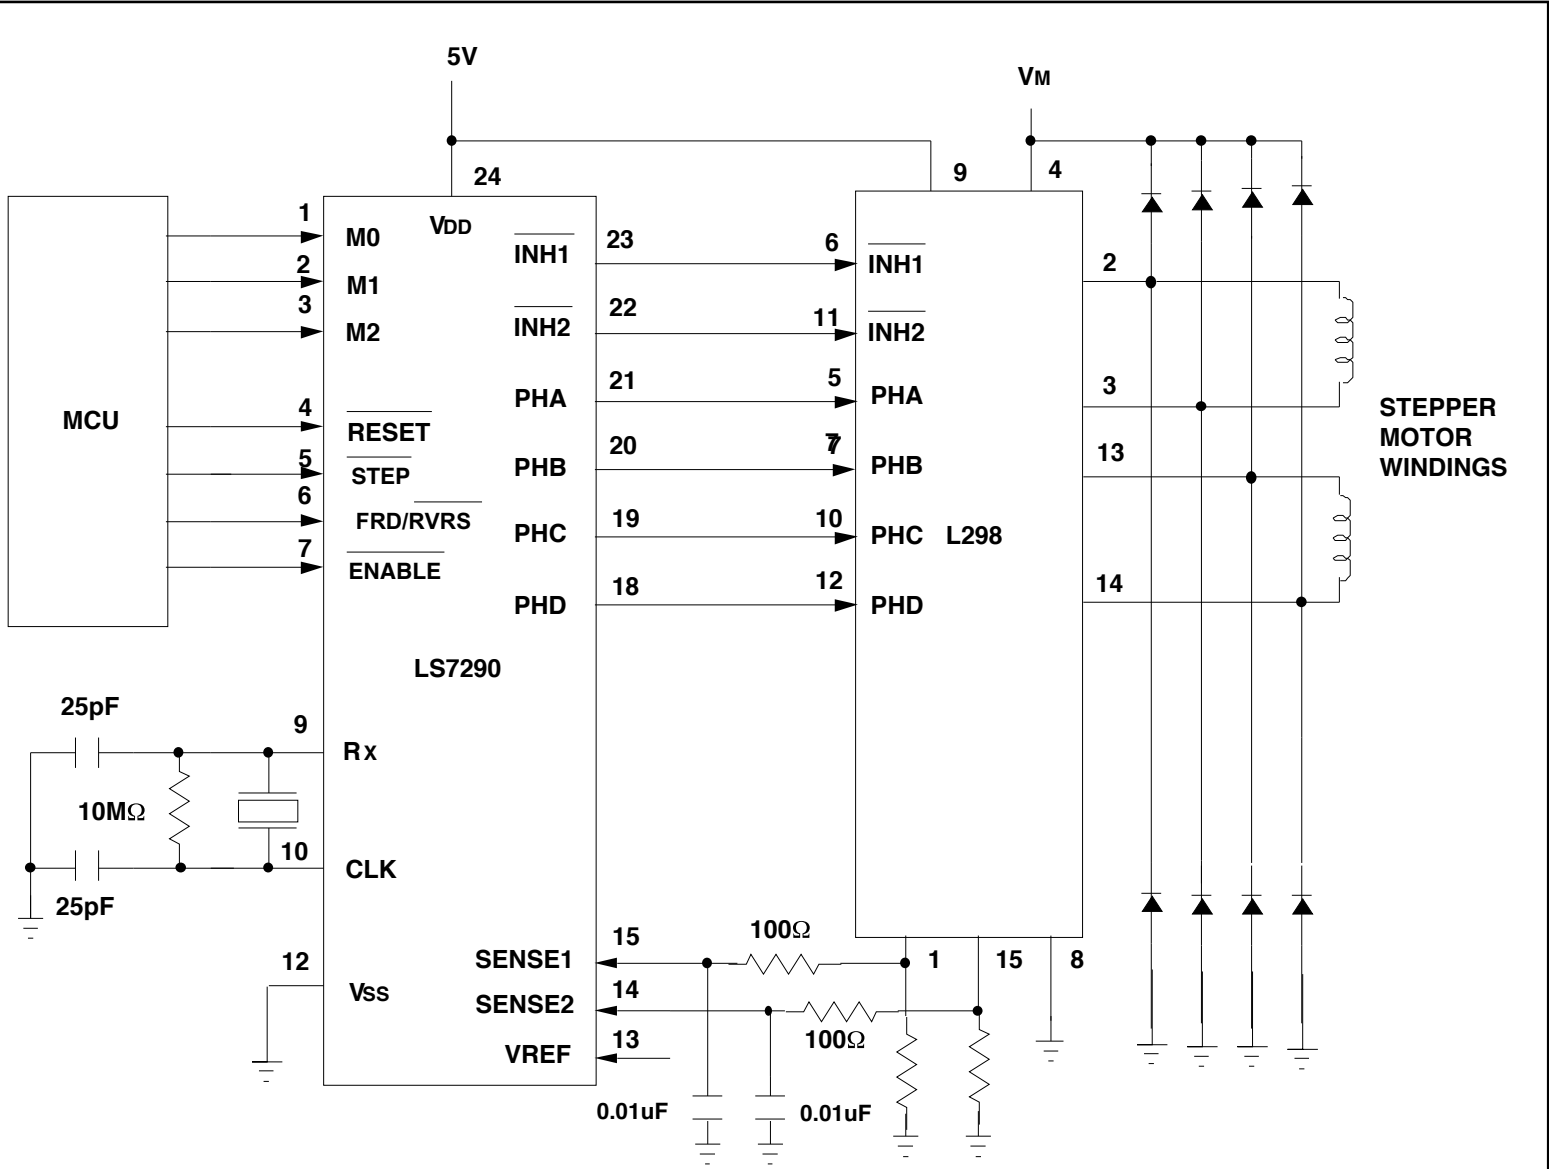 5V
VM
24
9
4
1
M0
VDD
INH1
23
6
INH1
2
2
M1
3
M2
INH2
22
11
INH2
MCU
4
RESET
PHA
21
5
PHA
3
STEPPER
MOTOR
WINDINGS
5
STEP
PHB
20
7
PHB
13
6
FRD/RVRS
PHC
19
10
PHC
L298
7
ENABLE
PHD
18
12
PHD
14
LS7290
25pF
9
Rx
10MΩ
10
CLK
25pF
12
VSS
SENSE1
15
100Ω
1
15
8
SENSE2
14
100Ω
VREF
13
0.01uF
0.01uF